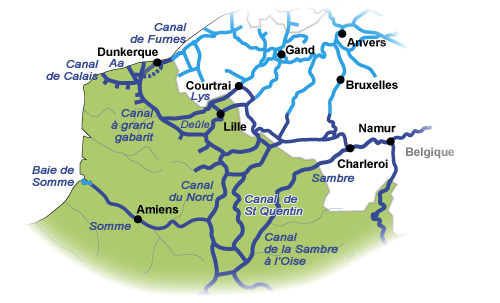 Canal
de Furnes
Anvers
Dunkerque
Gand
Aa
Canal
de Calais
Courtrai
Bruxelles
Lys
Canal
à grand
gabarit
Deûle
Lille
Namur
Belgique
Charleroi
Baie de
Somme
Sambre
Canal
du Nord
Canal de
St Quentin
Amiens
Somme
Canal
de la Sambre
à l'Oise